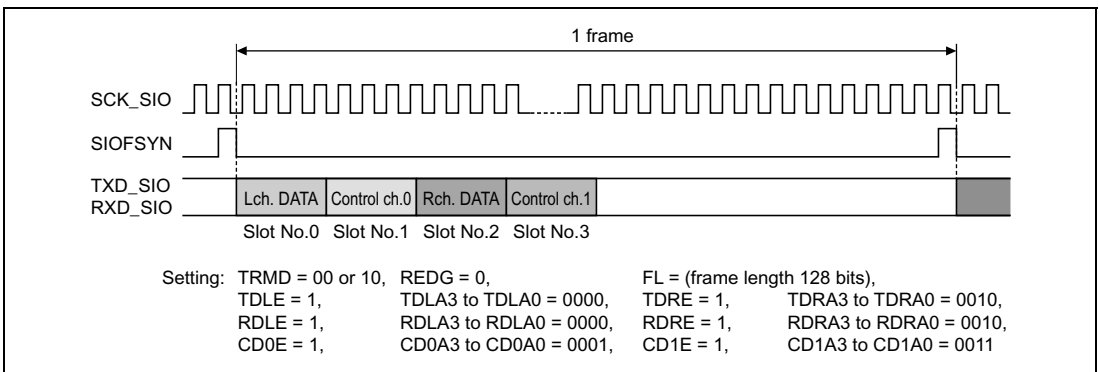 1 frame
SCK_SIO
SIOFSYN
TXD_SIO
RXD_SIO
Lch. DATA Control ch.0 Rch. DATA Control ch.1
Slot No.0 Slot No.1 Slot No.2 Slot No.3
Setting: TRMD = 00 or 10, REDG = 0, FL = (frame length 128 bits),
TDLE = 1, TDLA3 to TDLA0 = 0000, TDRE = 1, TDRA3 to TDRA0 = 0010,
RDLE = 1, RDLA3 to RDLA0 = 0000, RDRE = 1, RDRA3 to RDRA0 = 0010,
CD0E = 1, CD0A3 to CD0A0 = 0001, CD1E = 1, CD1A3 to CD1A0 = 0011